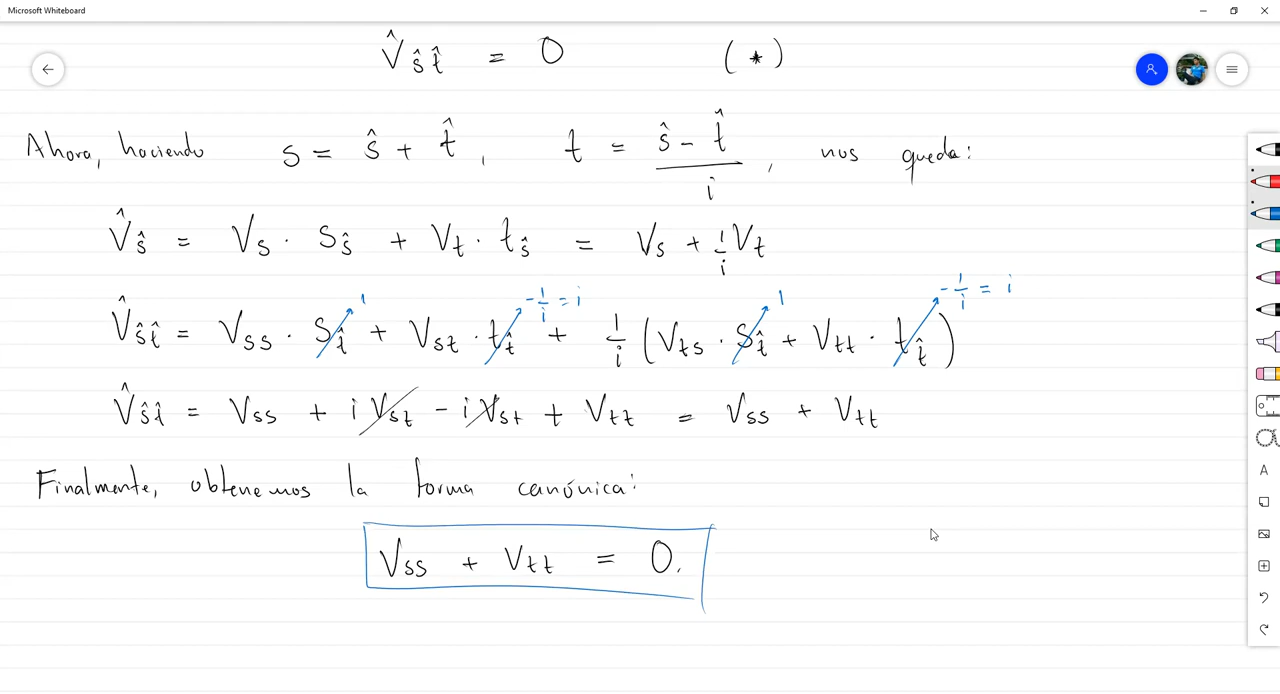 Microsoft Whiteboard
V̂ŝt̂ = 0 (*)
Ahora, haciendo s = ŝ + t̂, t = (ŝ - t̂)/i, nos queda:
V̂ŝ = Vs · sŝ + Vt · tŝ = Vs + 1/i Vt
1 -1/i = i 1 -1/i = i
V̂ŝt̂ = Vss · st̂ + Vst · tt̂ + 1/i (Vts · st̂ + Vtt · tt̂)
V̂ŝt̂ = Vss + i Vst - i Vst + Vtt = Vss + Vtt
Finalmente, obtenemos la forma canónica:
Vss + Vtt = 0.